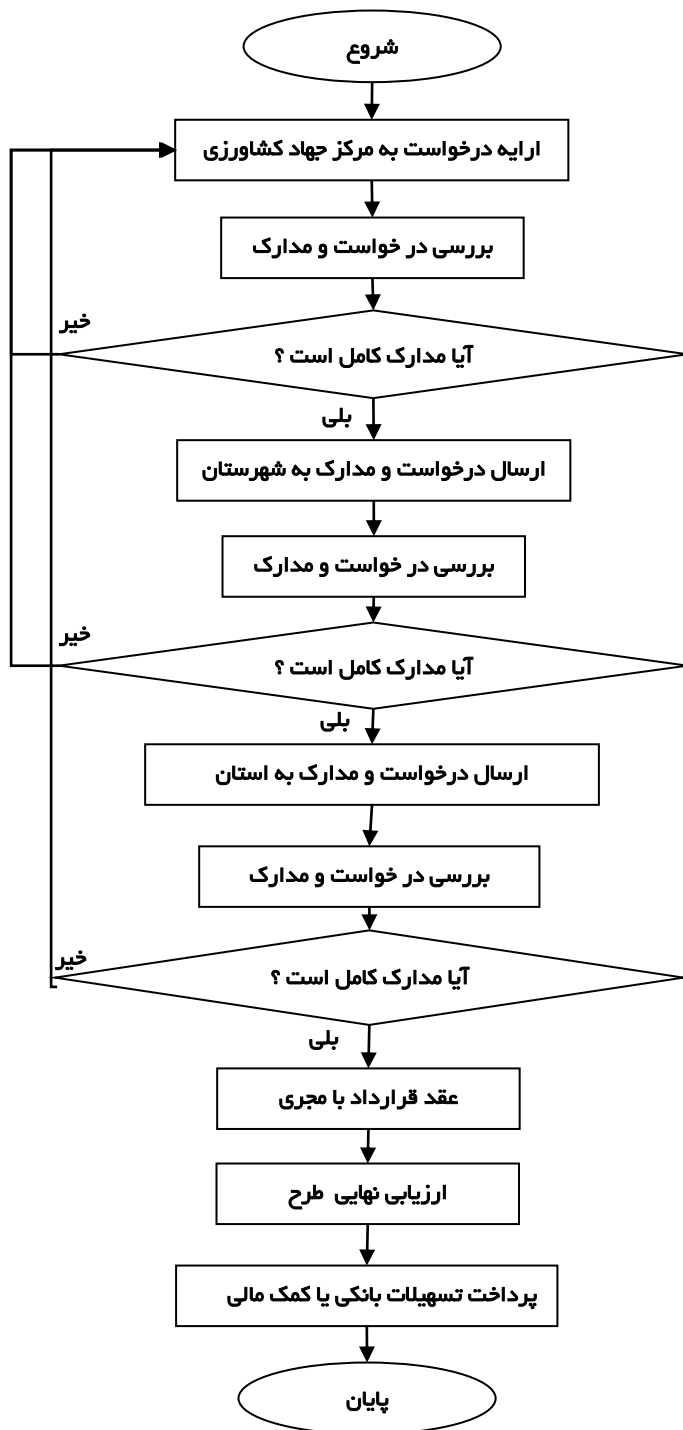 شروع
ارایه درخواست به مرکز جهاد کشاورزی
بررسی در خواست و مدارک
خیر
آیا مدارک کامل است ؟
بلی
ارسال درخواست و مدارک به شهرستان
بررسی در خواست و مدارک
خیر
آیا مدارک کامل است ؟
بلی
ارسال درخواست و مدارک به استان
بررسی در خواست و مدارک
خیر
آیا مدارک کامل است ؟
بلی
عقد قرارداد با مجری
ارزیابی نهایی طرح
پرداخت تسهیلات بانکی یا کمک مالی
پایان